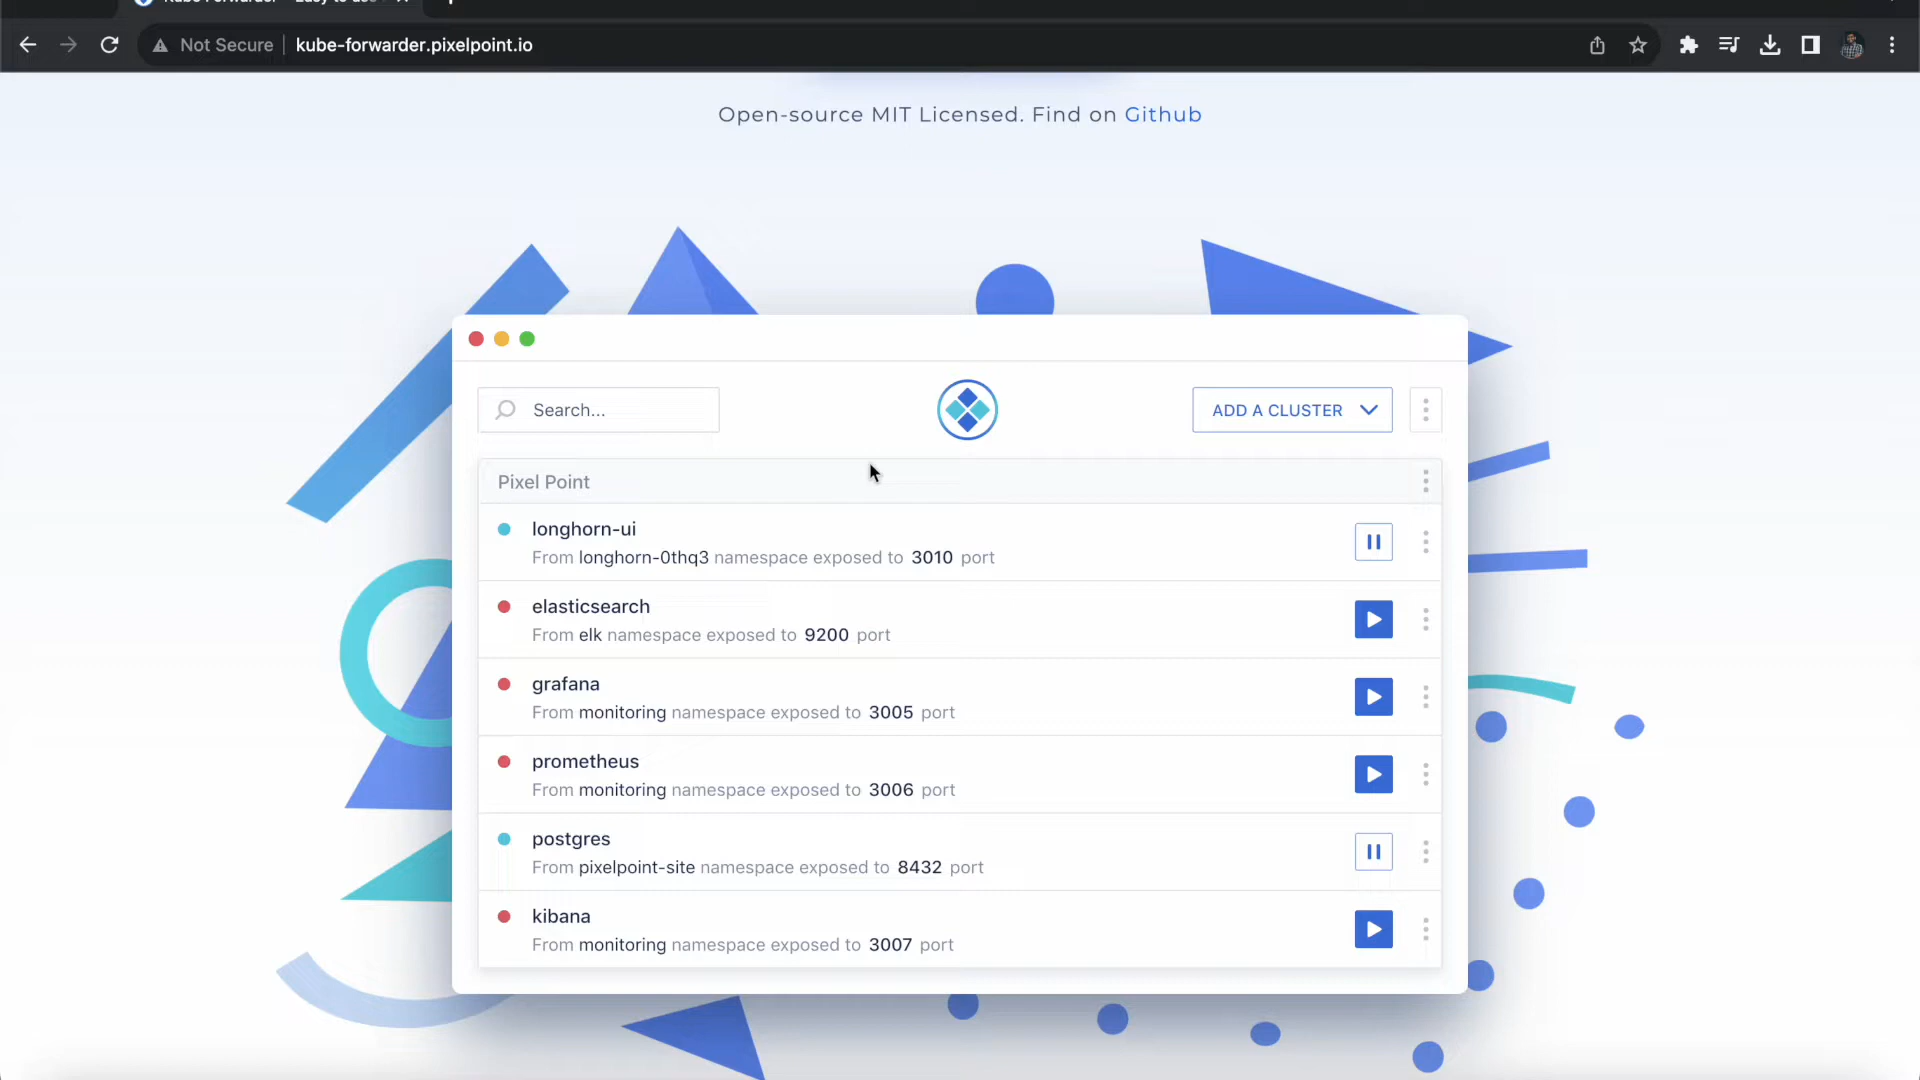 Not Secure
kube-forwarder.pixelpoint.io
Open-source MIT Licensed. Find on Github
Search...
ADD A CLUSTER
Pixel Point
longhorn-ui
From longhorn-0thq3 namespace exposed to 3010 port
elasticsearch
From elk namespace exposed to 9200 port
grafana
From monitoring namespace exposed to 3005 port
prometheus
From monitoring namespace exposed to 3006 port
postgres
From pixelpoint-site namespace exposed to 8432 port
kibana
From monitoring namespace exposed to 3007 port